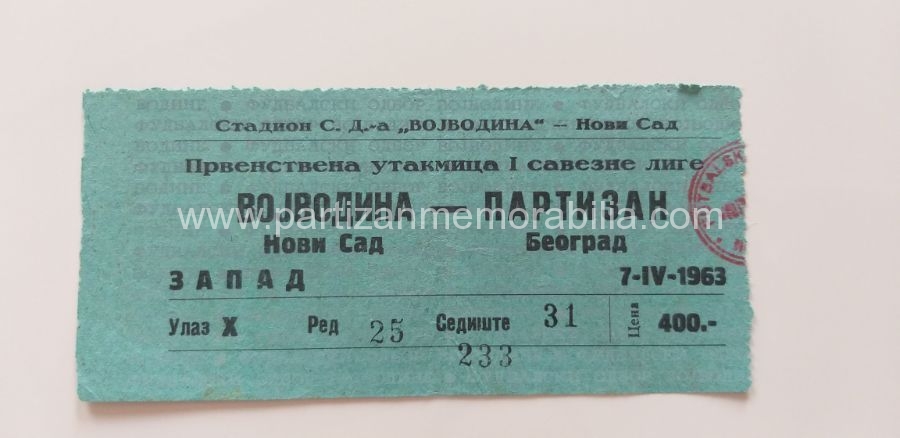 Стадион С. Д.-а „ВОЈВОДИНА“ — Нови Сад
Првенствена утакмица I савезне лиге
ВОЈВОДИНА — ПАРТИЗАН
www.partizanmemorabilia.com
Нови Сад Београд
ЗАПАД 7-IV-1963
Улаз X Ред 25 Седиште 31 Цена 400.-
233